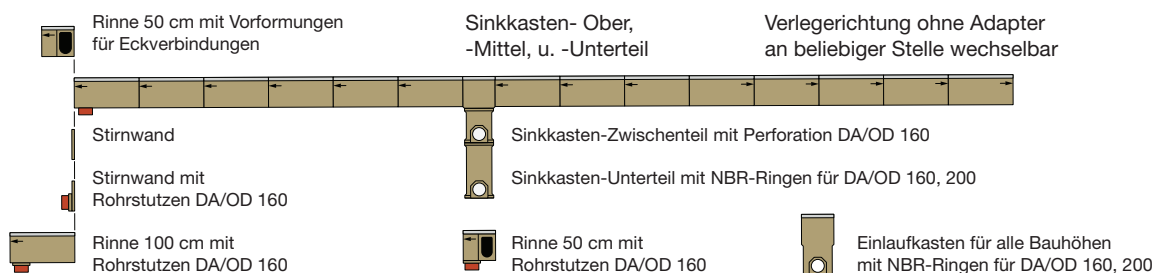 Rinne 50 cm mit Vorformungen
für Eckverbindungen
Sinkkasten- Ober,
-Mittel, u. -Unterteil
Verlegerichtung ohne Adapter
an beliebiger Stelle wechselbar
Stirnwand
Sinkkasten-Zwischenteil mit Perforation DA/OD 160
Stirnwand mit
Rohrstutzen DA/OD 160
Sinkkasten-Unterteil mit NBR-Ringen für DA/OD 160, 200
Rinne 100 cm mit
Rohrstutzen DA/OD 160
Rinne 50 cm mit
Rohrstutzen DA/OD 160
Einlaufkasten für alle Bauhöhen
mit NBR-Ringen für DA/OD 160, 200